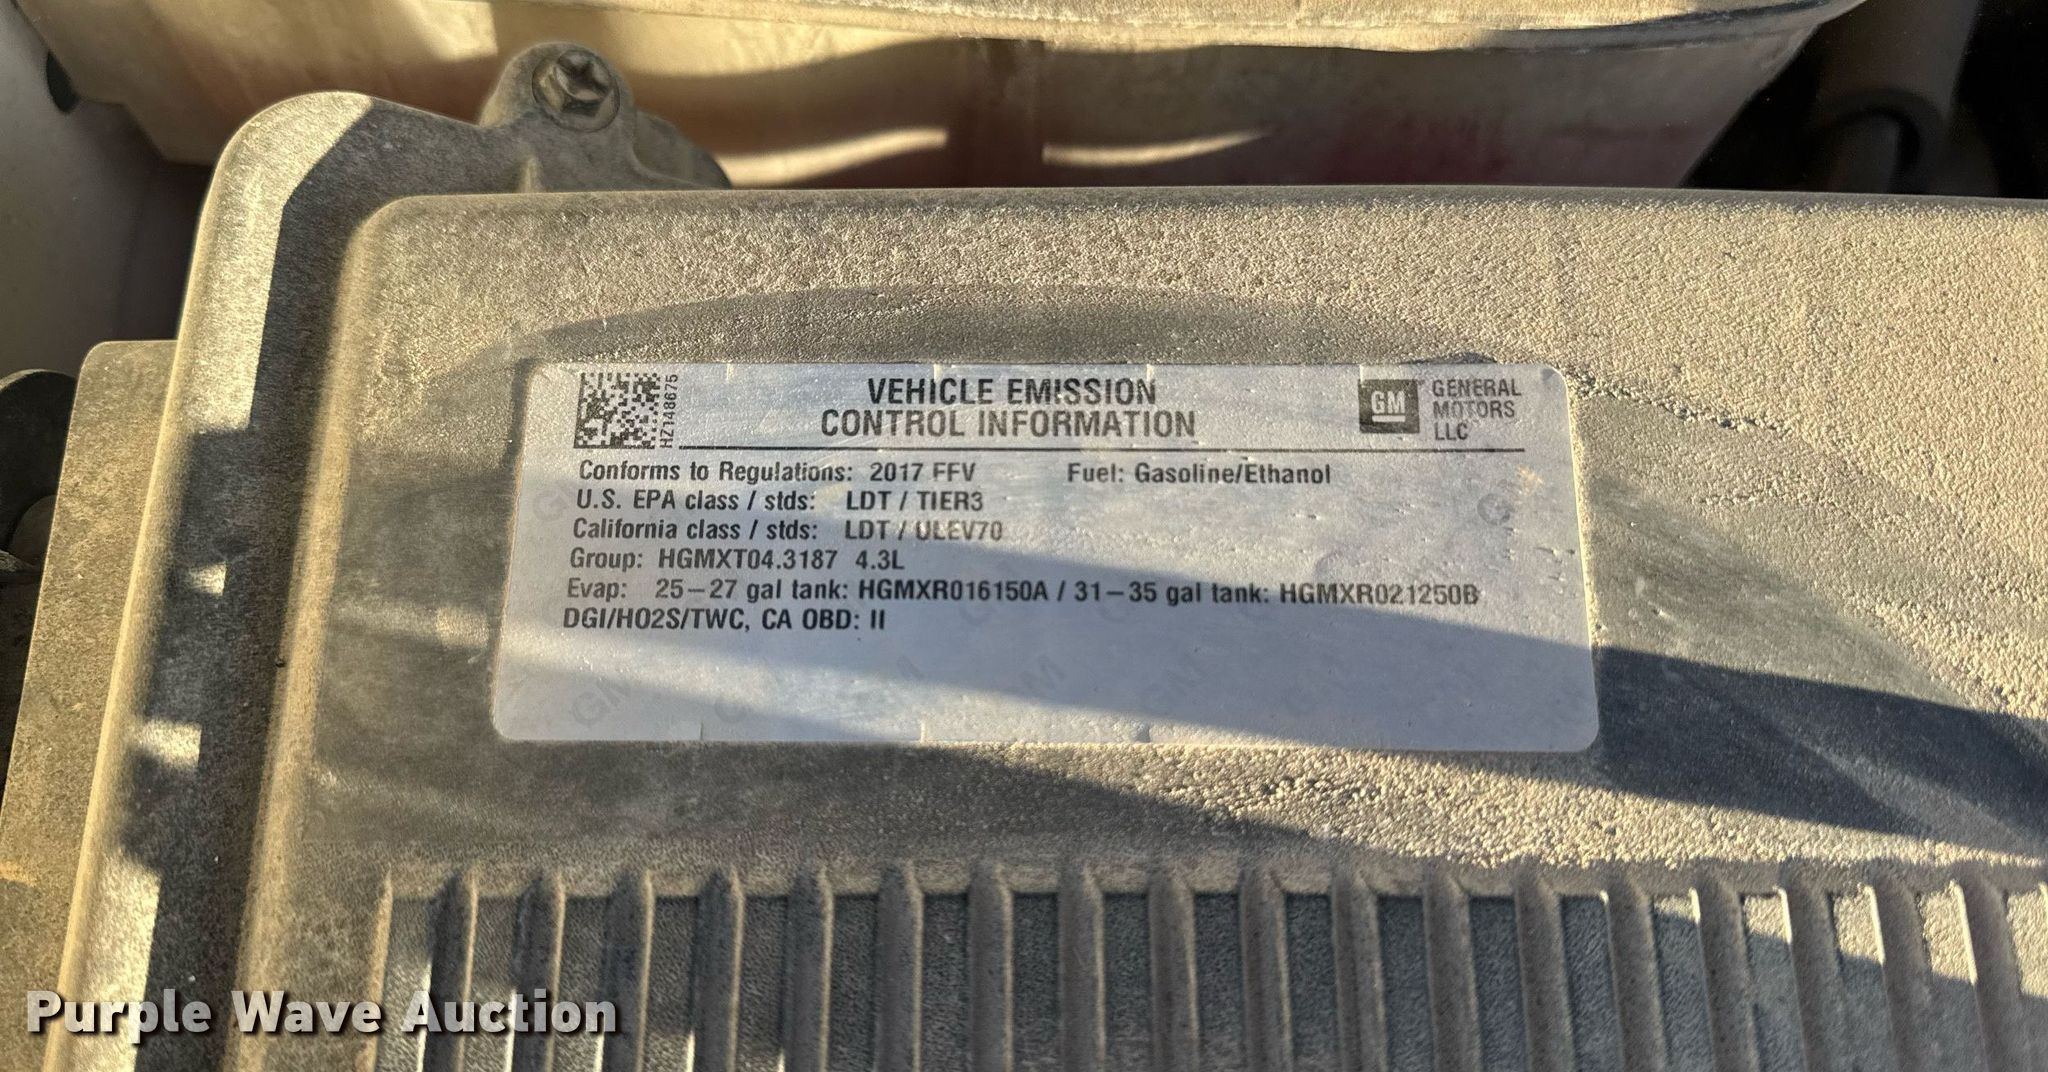 HZ148675
VEHICLE EMISSION
CONTROL INFORMATION
GM
GENERAL
MOTORS
LLC
Conforms to Regulations: 2017 FFV Fuel: Gasoline/Ethanol
U.S. EPA class / stds: LDT / TIER3
California class / stds: LDT / ULEV70
Group: HGMXT04.3187 4.3L
Evap: 25–27 gal tank: HGMXR016150A / 31–35 gal tank: HGMXR021250B
DGI/HO2S/TWC, CA OBD: II
Purple Wave Auction